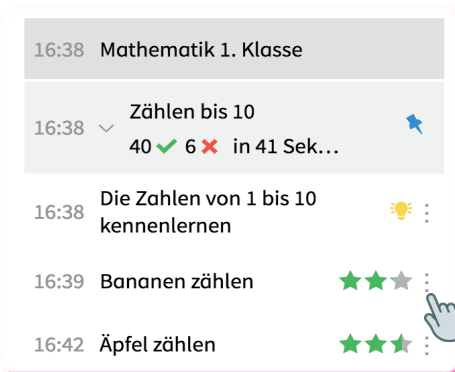 16:38 Mathematik 1. Klasse
16:38 Zählen bis 10
40 6 in 41 Sek...
16:38 Die Zahlen von 1 bis 10
kennenlernen
16:39 Bananen zählen
16:42 Äpfel zählen